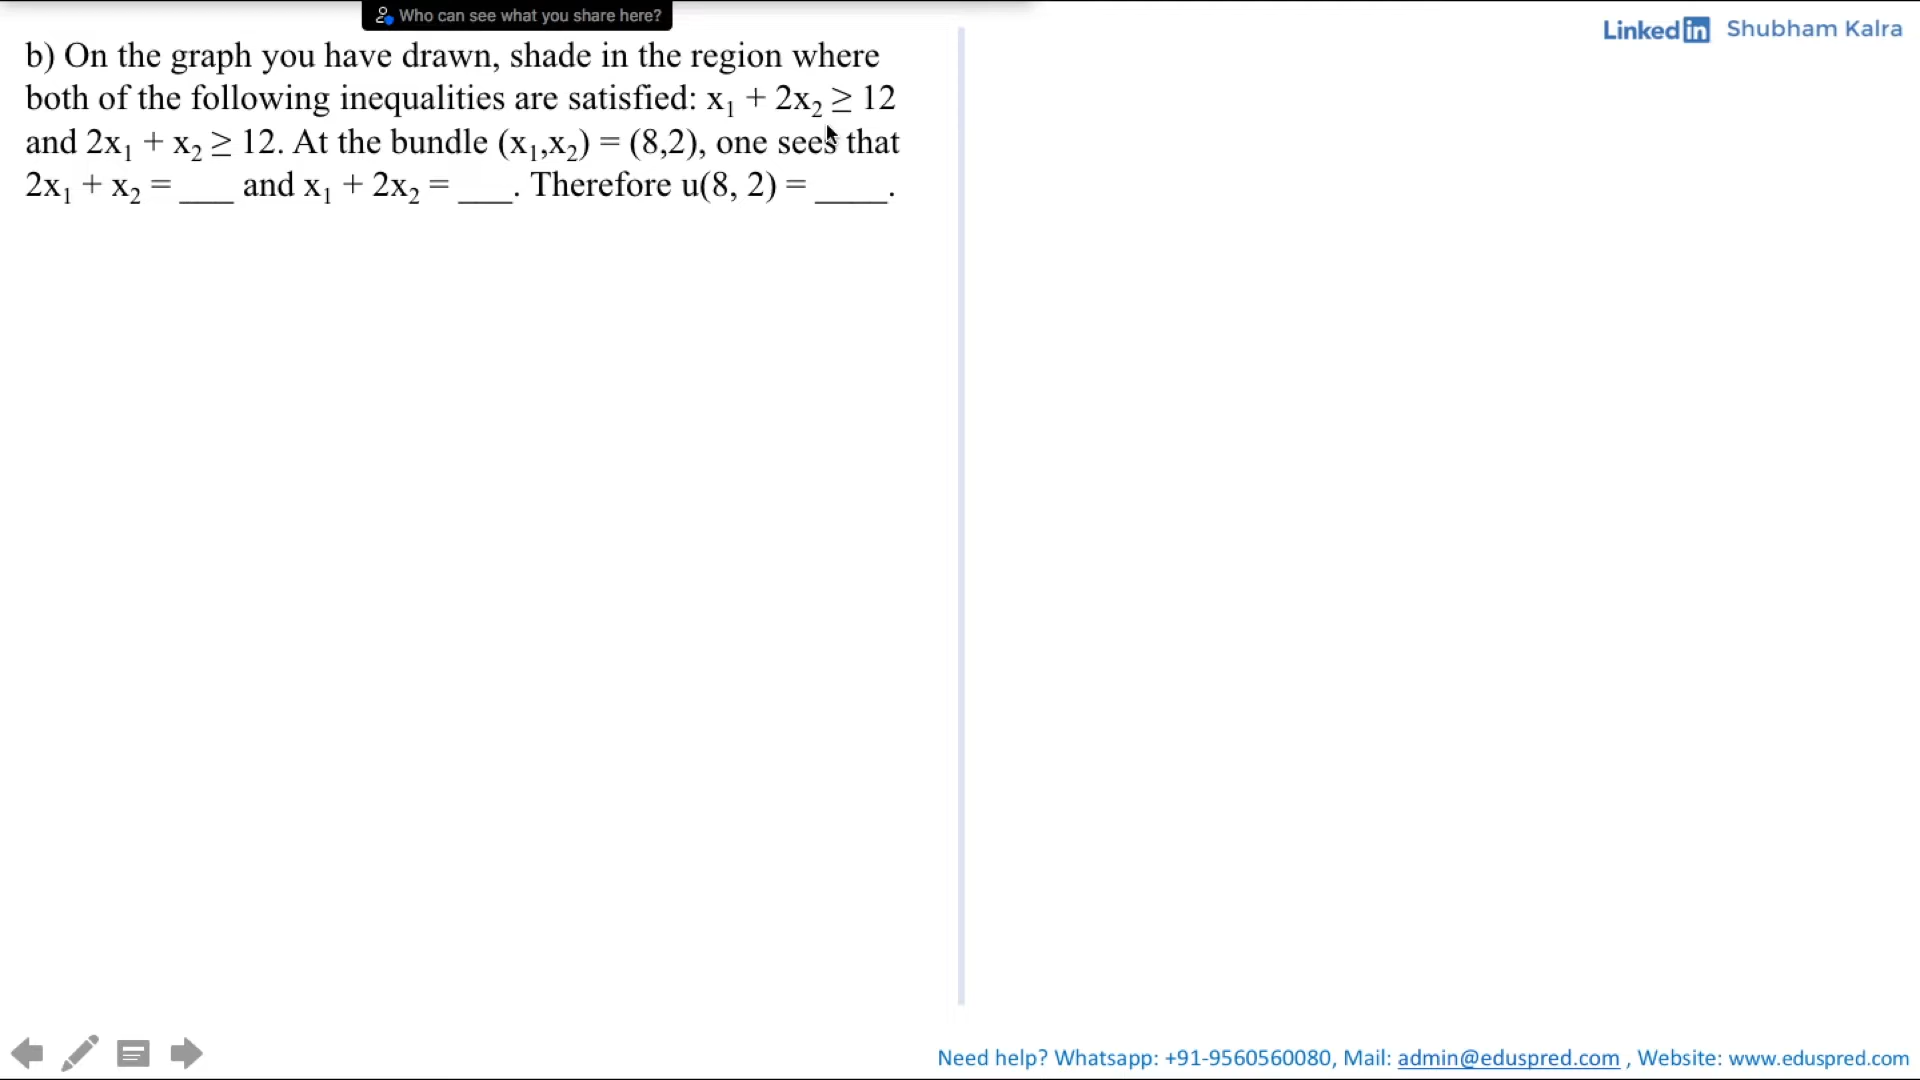 Who can see what you share here?
Linkedin Shubham Kalra
b) On the graph you have drawn, shade in the region where
both of the following inequalities are satisfied: x₁ + 2x₂ ≥ 12
and 2x₁ + x₂ ≥ 12. At the bundle (x₁,x₂) = (8,2), one sees that
2x₁ + x₂ = ___ and x₁ + 2x₂ = ___. Therefore u(8, 2) = ____.
Need help? Whatsapp: +91-9560560080, Mail: admin@eduspred.com , Website: www.eduspred.com